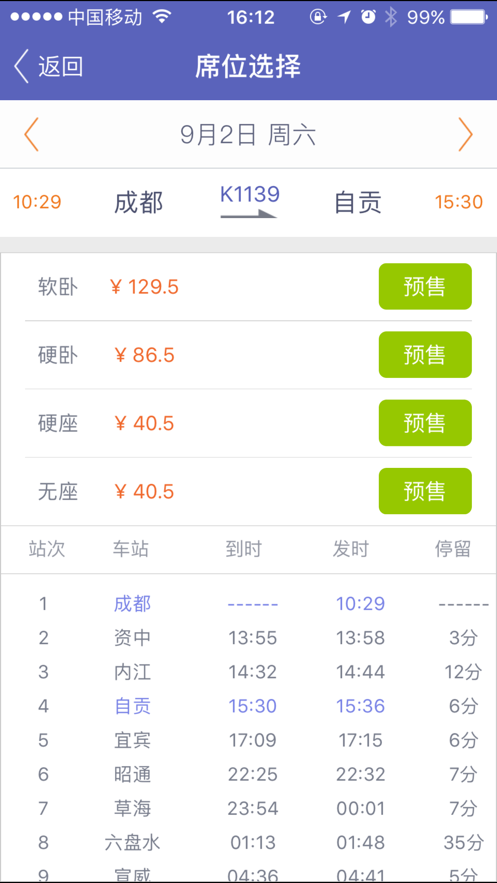 中国移动 16:12 99%
返回 席位选择
9月2日 周六
10:29 成都 K1139 自贡 15:30
软卧 ¥ 129.5 预售
硬卧 ¥ 86.5 预售
硬座 ¥ 40.5 预售
无座 ¥ 40.5 预售
站次 车站 到时 发时 停留
1 成都 ------ 10:29 ------
2 资中 13:55 13:58 3分
3 内江 14:32 14:44 12分
4 自贡 15:30 15:36 6分
5 宜宾 17:09 17:15 6分
6 昭通 22:25 22:32 7分
7 草海 23:54 00:01 7分
8 六盘水 01:13 01:48 35分
9 宣威 04:36 04:41 5分